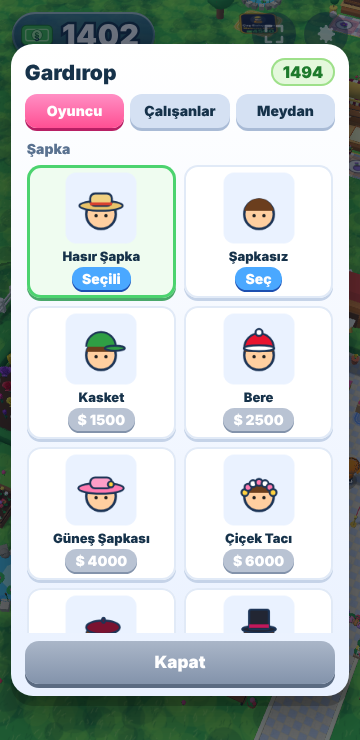 1402
Gardırop
1494
Oyuncu
Çalışanlar
Meydan
Şapka
Hasır Şapka
Seçili
Şapkasız
Seç
Kasket
$ 1500
Bere
$ 2500
Güneş Şapkası
$ 4000
Çiçek Tacı
$ 6000
Kapat